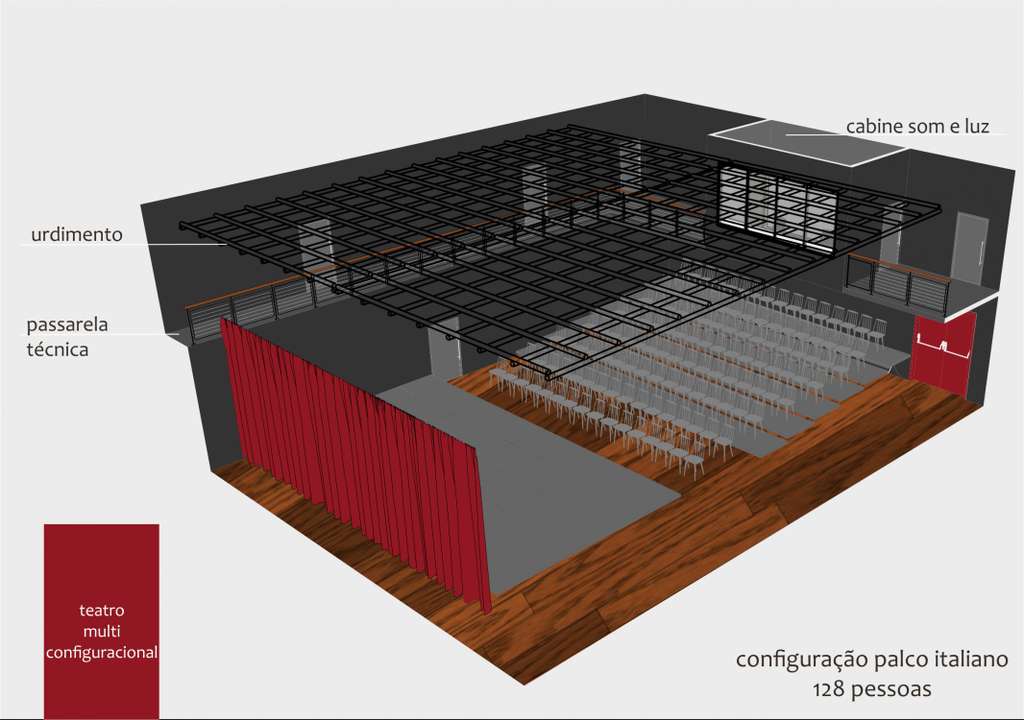 cabine som e luz
urdimento
passarela
técnica
teatro
multi
configuracional
configuração palco italiano
128 pessoas